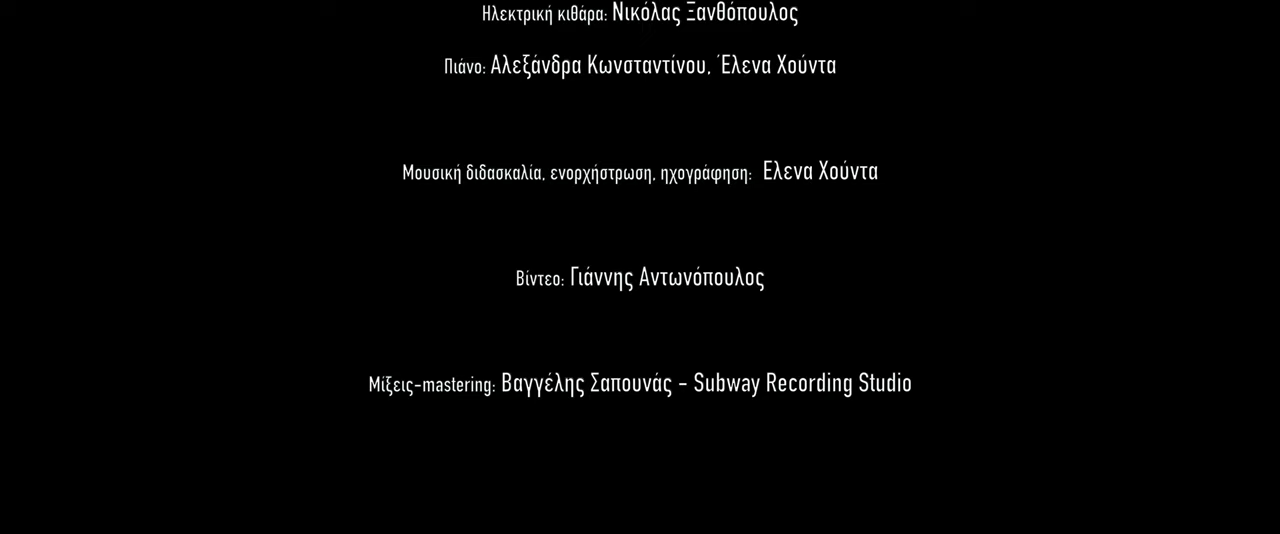 Ηλεκτρική κιθάρα: Νικόλας Ξανθόπουλος
Πιάνο: Αλεξάνδρα Κωνσταντίνου, Έλενα Χούντα
Μουσική διδασκαλία, ενορχήστρωση, ηχογράφηση: Ελενα Χούντα
Βίντεο: Γιάννης Αντωνόπουλος
Μίξεις-mastering: Βαγγέλης Σαπουνάς - Subway Recording Studio